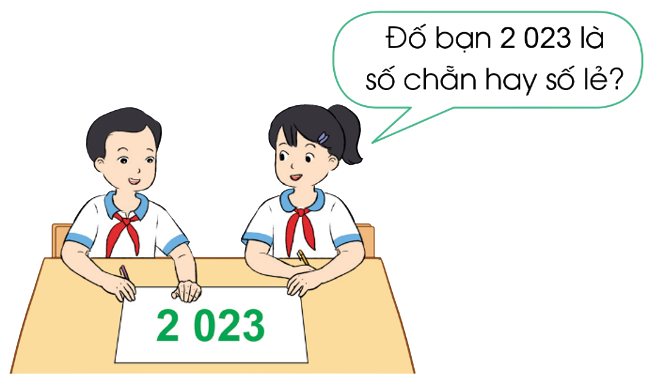 Đố bạn 2 023 là
số chẵn hay số lẻ?
2 023